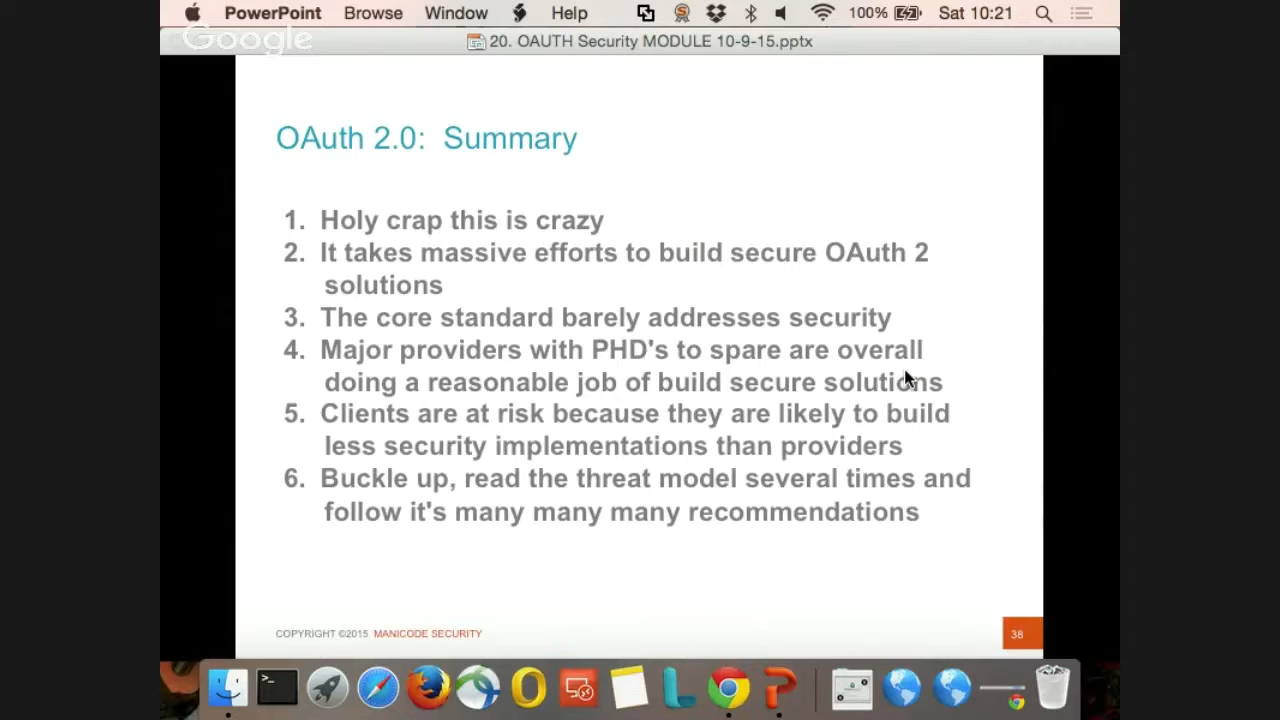 PowerPoint Browse Window Help 100% Sat 10:21
Google
20. OAUTH Security MODULE 10-9-15.pptx
OAuth 2.0: Summary
1. Holy crap this is crazy
2. It takes massive efforts to build secure OAuth 2
solutions
3. The core standard barely addresses security
4. Major providers with PHD's to spare are overall
doing a reasonable job of build secure solutions
5. Clients are at risk because they are likely to build
less security implementations than providers
6. Buckle up, read the threat model several times and
follow it's many many many recommendations
COPYRIGHT ©2015 MANICODE SECURITY
38